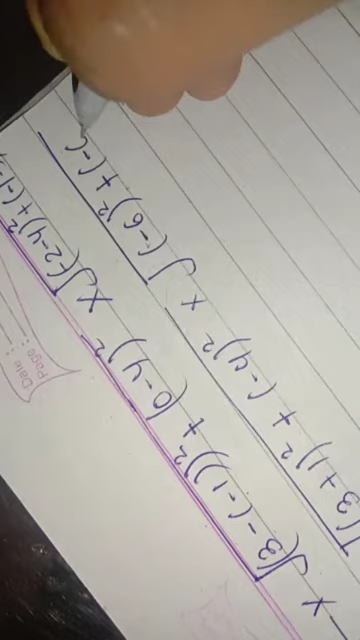 Date :
Page :
× √(3-(-1))² + (0-4)² × √(-2-4)² + (-1
√(3+1)² + (-4)² × √(-6)² + (-